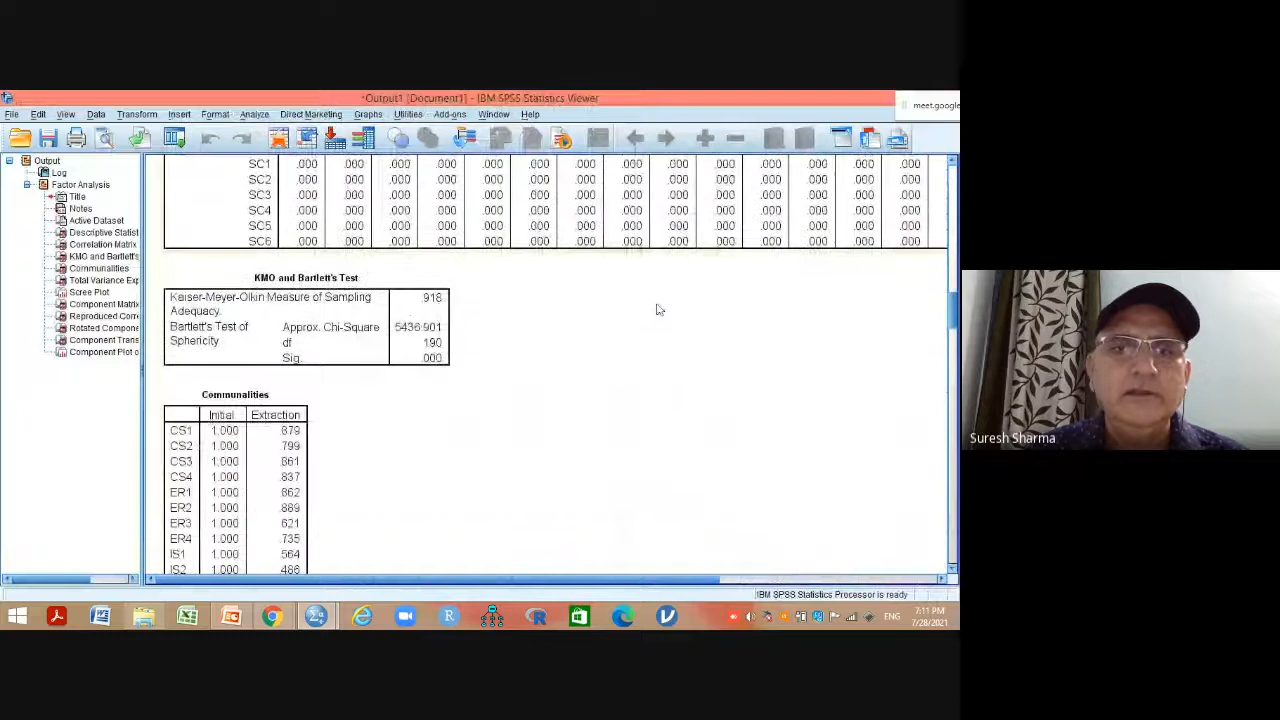 *Output1 [Document1] - IBM SPSS Statistics Viewer
meet.google
File Edit View Data Transform Insert Format Analyze Direct Marketing Graphs Utilities Add-ons Window Help
Output
Log
Factor Analysis
Title
Notes
Active Dataset
Descriptive Statist
Correlation Matrix
KMO and Bartlett's
Communalities
Total Variance Exp
Scree Plot
Component Matrix
Reproduced Corre
Rotated Compone
Component Trans
Component Plot o
SC1 .000 .000 .000 .000 .000 .000 .000 .000 .000 .000 .000 .000 .000 .000
SC2 .000 .000 .000 .000 .000 .000 .000 .000 .000 .000 .000 .000 .000 .000
SC3 .000 .000 .000 .000 .000 .000 .000 .000 .000 .000 .000 .000 .000 .000
SC4 .000 .000 .000 .000 .000 .000 .000 .000 .000 .000 .000 .000 .000 .000
SC5 .000 .000 .000 .000 .000 .000 .000 .000 .000 .000 .000 .000 .000 .000
SC6 .000 .000 .000 .000 .000 .000 .000 .000 .000 .000 .000 .000 .000 .000
KMO and Bartlett's Test
Kaiser-Meyer-Olkin Measure of Sampling .918
Adequacy.
Bartlett's Test of Approx. Chi-Square 5436.901
Sphericity df 190
Sig. .000
Communalities
Initial Extraction
CS1 1.000 .879
CS2 1.000 .799
CS3 1.000 .861
CS4 1.000 .837
ER1 1.000 .862
ER2 1.000 .889
ER3 1.000 .621
ER4 1.000 .735
IS1 1.000 .564
IS2 1.000 .486
IBM SPSS Statistics Processor is ready
ENG
7:11 PM
7/28/2021
Suresh Sharma